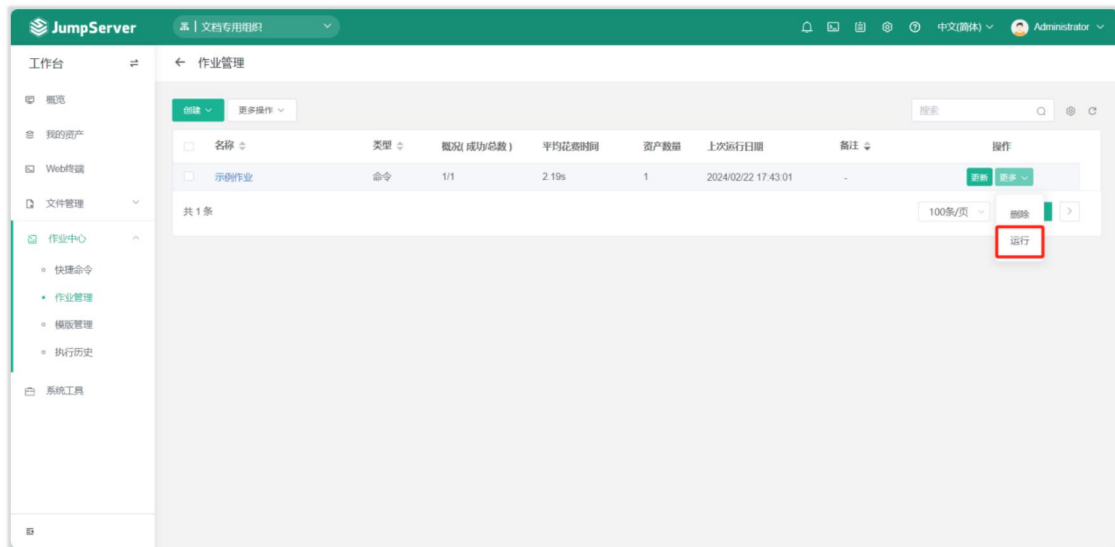 JumpServer 文档专用组织 中文(简体) Administrator
工作台 作业管理
概览
创建 更多操作 搜索
我的资产
名称 类型 概况(成功/总数) 平均花费时间 资产数量 上次运行日期 备注 操作
Web终端
示例作业 命令 1/1 2.19s 1 2024/02/22 17:43:01 - 更新 更多
文件管理
共 1 条 100条/页 删除
作业中心 运行
快捷命令
作业管理
模版管理
执行历史
系统工具